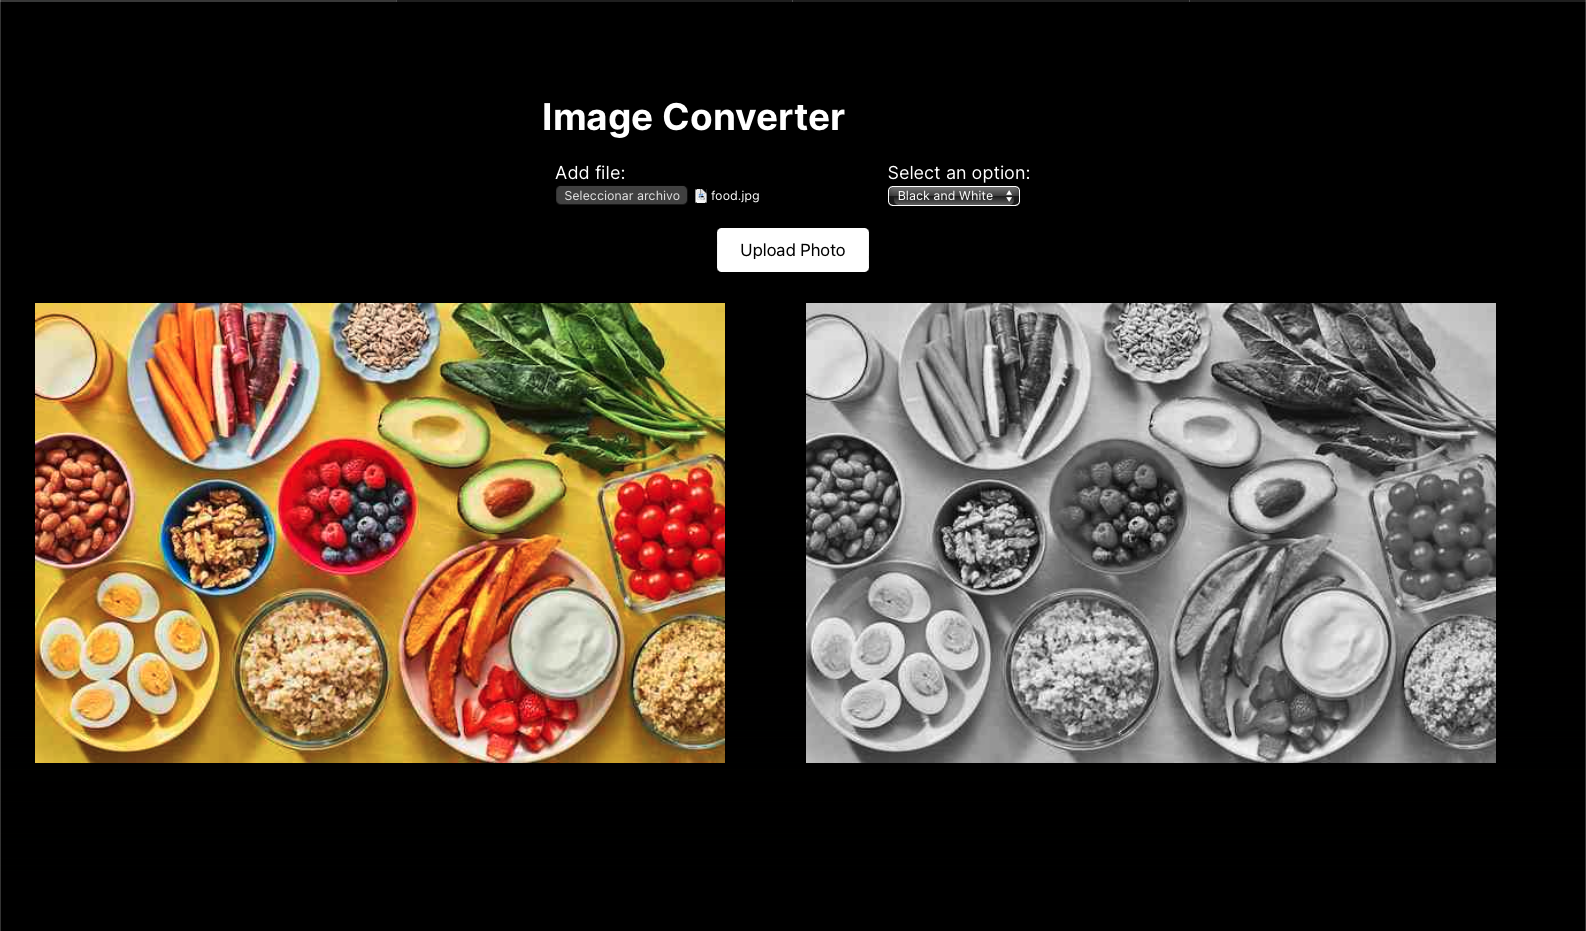 Image Converter
Add file:
Seleccionar archivo food.jpg
Select an option:
Black and White
Upload Photo